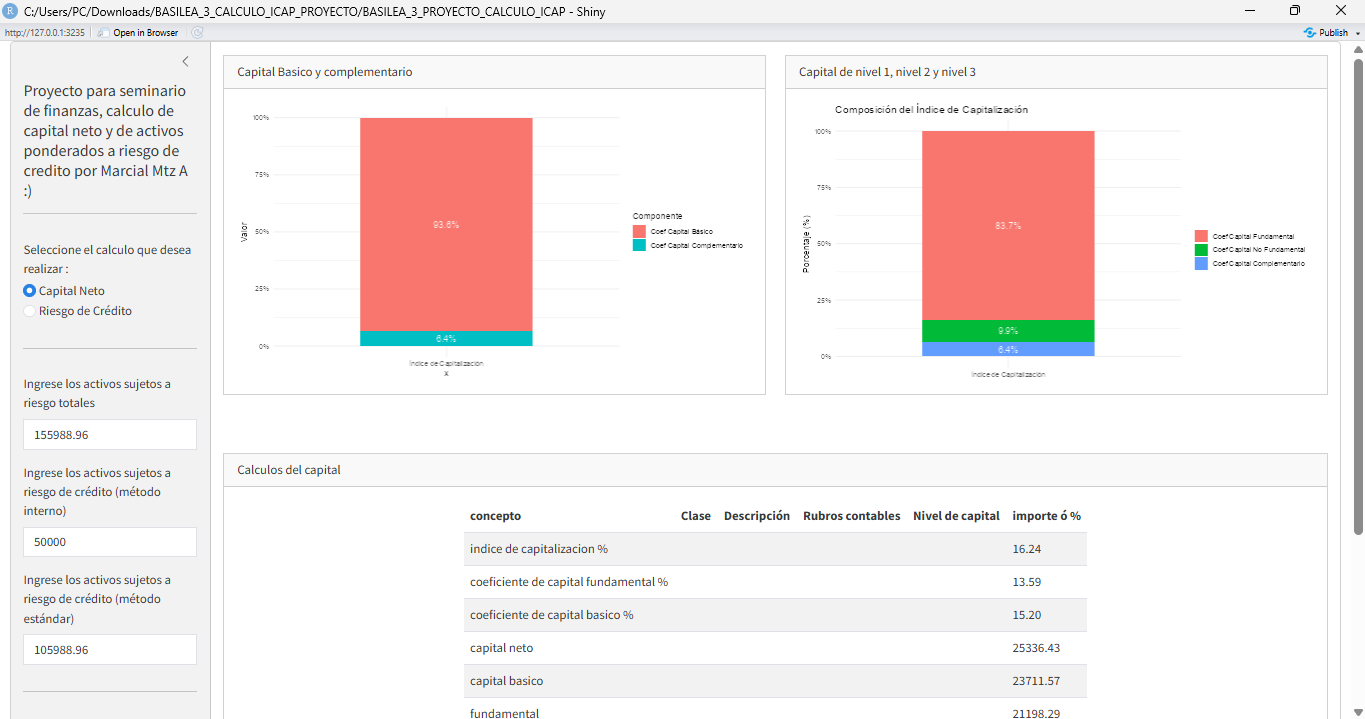 C:/Users/PC/Downloads/BASILEA_3_CALCULO_ICAP_PROYECTO/BASILEA_3_PROYECTO_CALCULO_ICAP - Shiny
http://127.0.0.1:3235 Open in Browser Publish
Proyecto para seminario
de finanzas, calculo de
capital neto y de activos
ponderados a riesgo de
credito por Marcial Mtz A
:)
Seleccione el calculo que desea
realizar :
Capital Neto
Riesgo de Crédito
Ingrese los activos sujetos a
riesgo totales
155988.96
Ingrese los activos sujetos a
riesgo de crédito (método
interno)
50000
Ingrese los activos sujetos a
riesgo de crédito (método
estándar)
105988.96
Capital Basico y complementario
100%
75%
50%
25%
0%
Valor
93.6%
6.4%
Índice de Capitalización
X
Componente
Coef Capital Básico
Coef Capital Complementario
Capital de nivel 1, nivel 2 y nivel 3
Composición del Índice de Capitalización
100%
75%
50%
25%
0%
Porcentaje (%)
83.7%
9.9%
6.4%
Índice de Capitalización
Coef Capital Fundamental
Coef Capital No Fundamental
Coef Capital Complementario
Calculos del capital
concepto Clase Descripción Rubros contables Nivel de capital importe ó %
indice de capitalizacion % 16.24
coeficiente de capital fundamental % 13.59
coeficiente de capital basico % 15.20
capital neto 25336.43
capital basico 23711.57
fundamental 21198.29